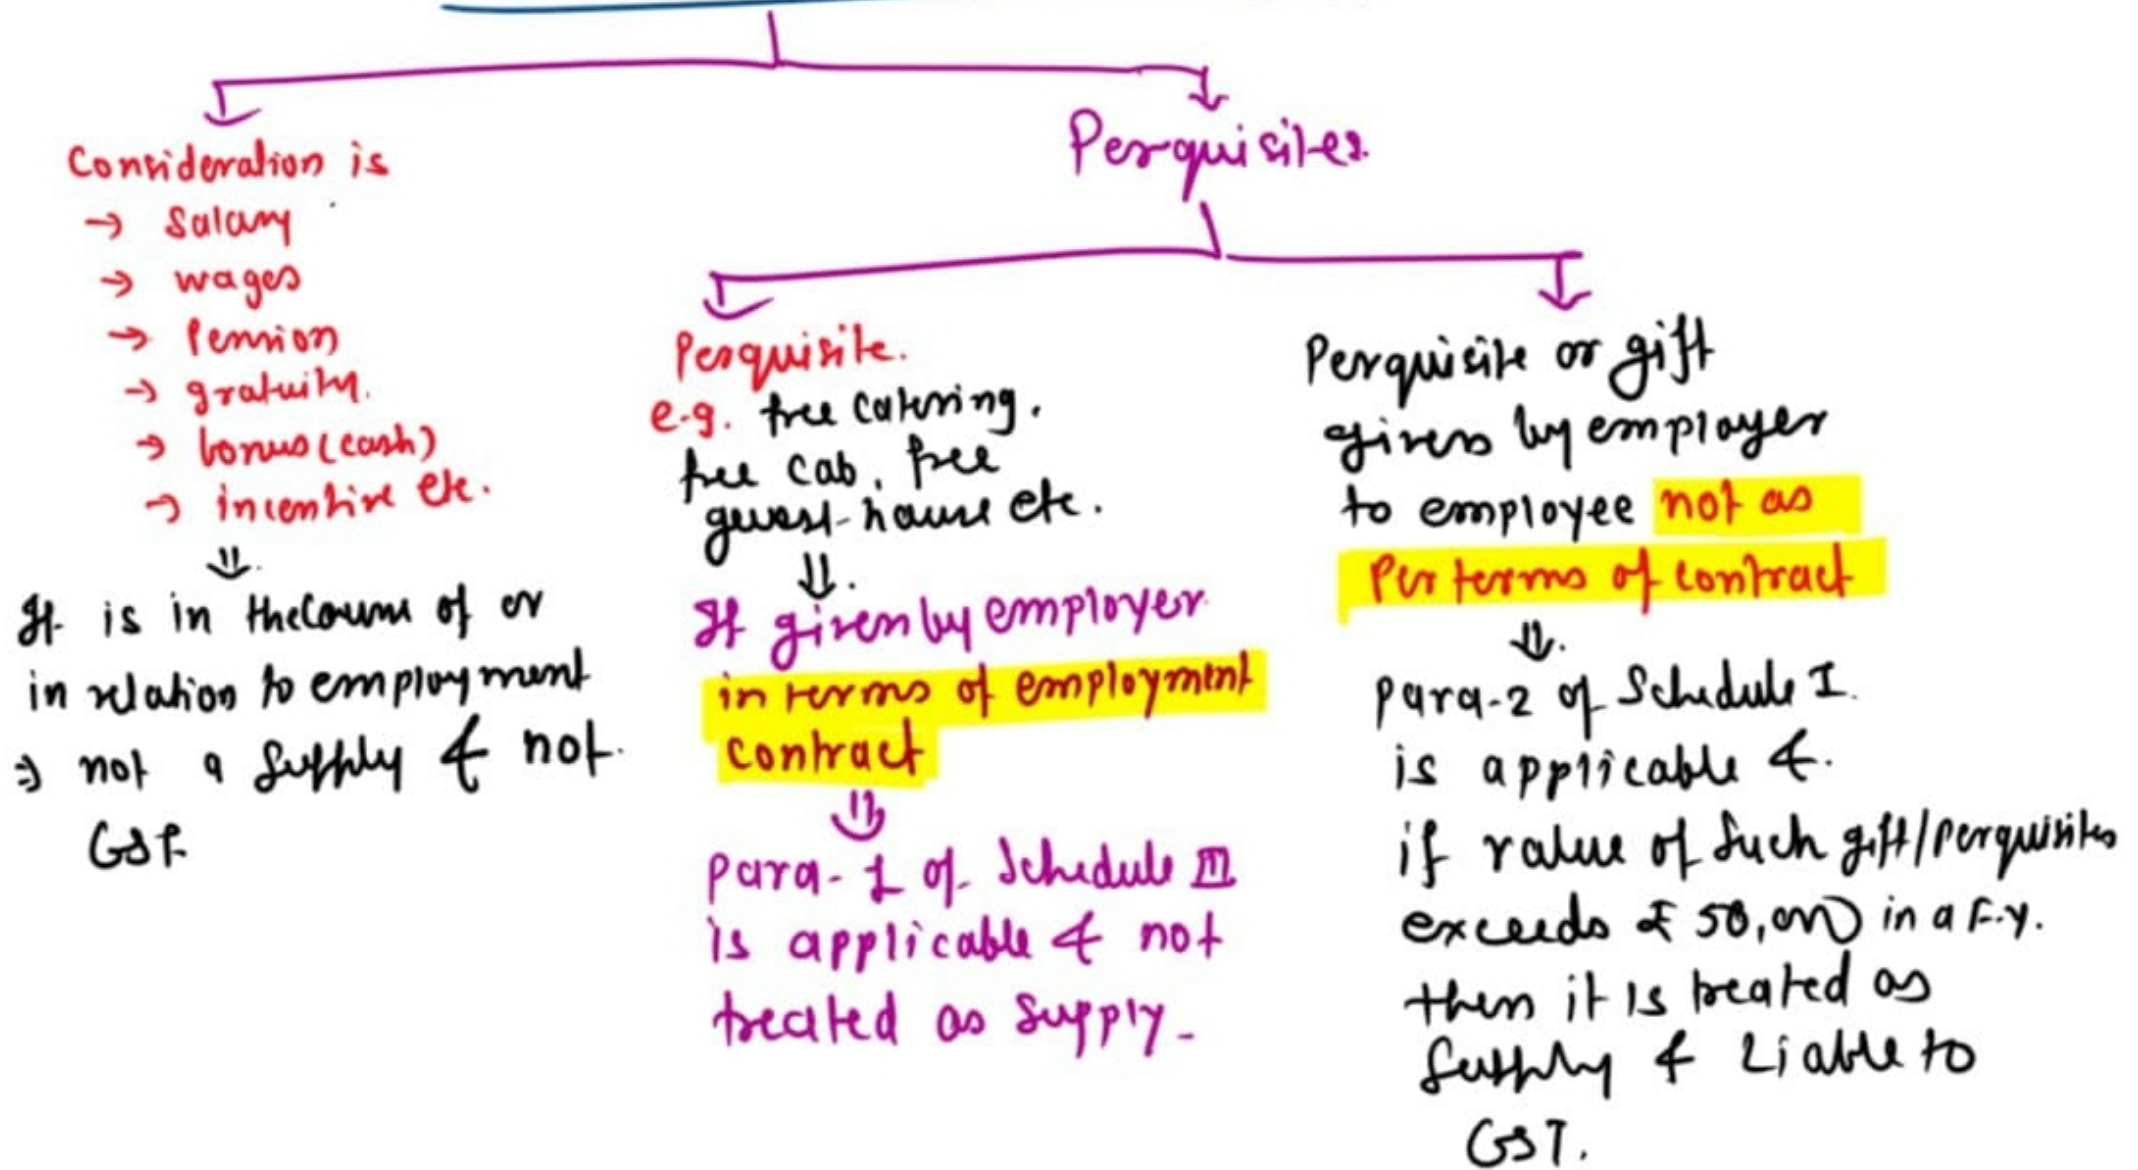 Consideration is
→ Salary
→ wages
→ Pension
→ gratuity.
→ bonus (cash)
→ incentive etc.
⇓
It is in the course of or
in relation to employment
⇒ not a supply & not
GST
Perquisites
Perquisite.
e.g. free catering,
free cab, free
guest-house etc.
⇓
If given by employer
in terms of employment
contract
⇓
Para-1 of Schedule III
is applicable & not
treated as supply.
Perquisite or gift
given by employer
to employee not as
Per terms of contract
⇓
Para-2 of Schedule I
is applicable &
if value of such gift/perquisites
exceeds ₹ 50,000 in a F.Y.
then it is treated as
Supply & Liable to
GST.